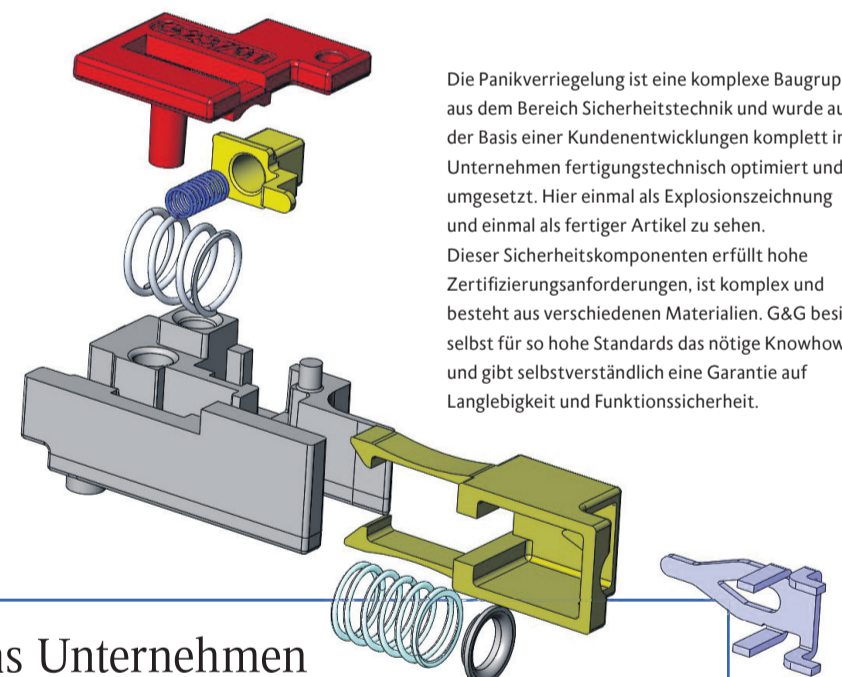 Die Panikverriegelung ist eine komplexe Baugrup
aus dem Bereich Sicherheitstechnik und wurde au
der Basis einer Kundenentwicklungen komplett in
Unternehmen fertigungstechnisch optimiert und
umgesetzt. Hier einmal als Explosionszeichnung
und einmal als fertiger Artikel zu sehen.
Dieser Sicherheitskomponenten erfüllt hohe
Zertifizierungsanforderungen, ist komplex und
besteht aus verschiedenen Materialien. G&G besi
selbst für so hohe Standards das nötige Knowhow
und gibt selbstverständlich eine Garantie auf
Langlebigkeit und Funktionssicherheit.
ns Unternehmen